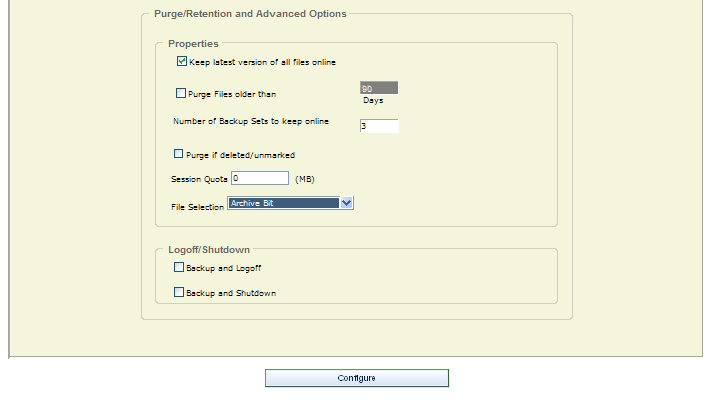 Purge/Retention and Advanced Options
Properties
Keep latest version of all files online
Purge Files older than 90
Days
Number of Backup Sets to keep online 3
Purge if deleted/unmarked
Session Quota 0 (MB)
File Selection Archive Bit
Logoff/Shutdown
Backup and Logoff
Backup and Shutdown
Configure